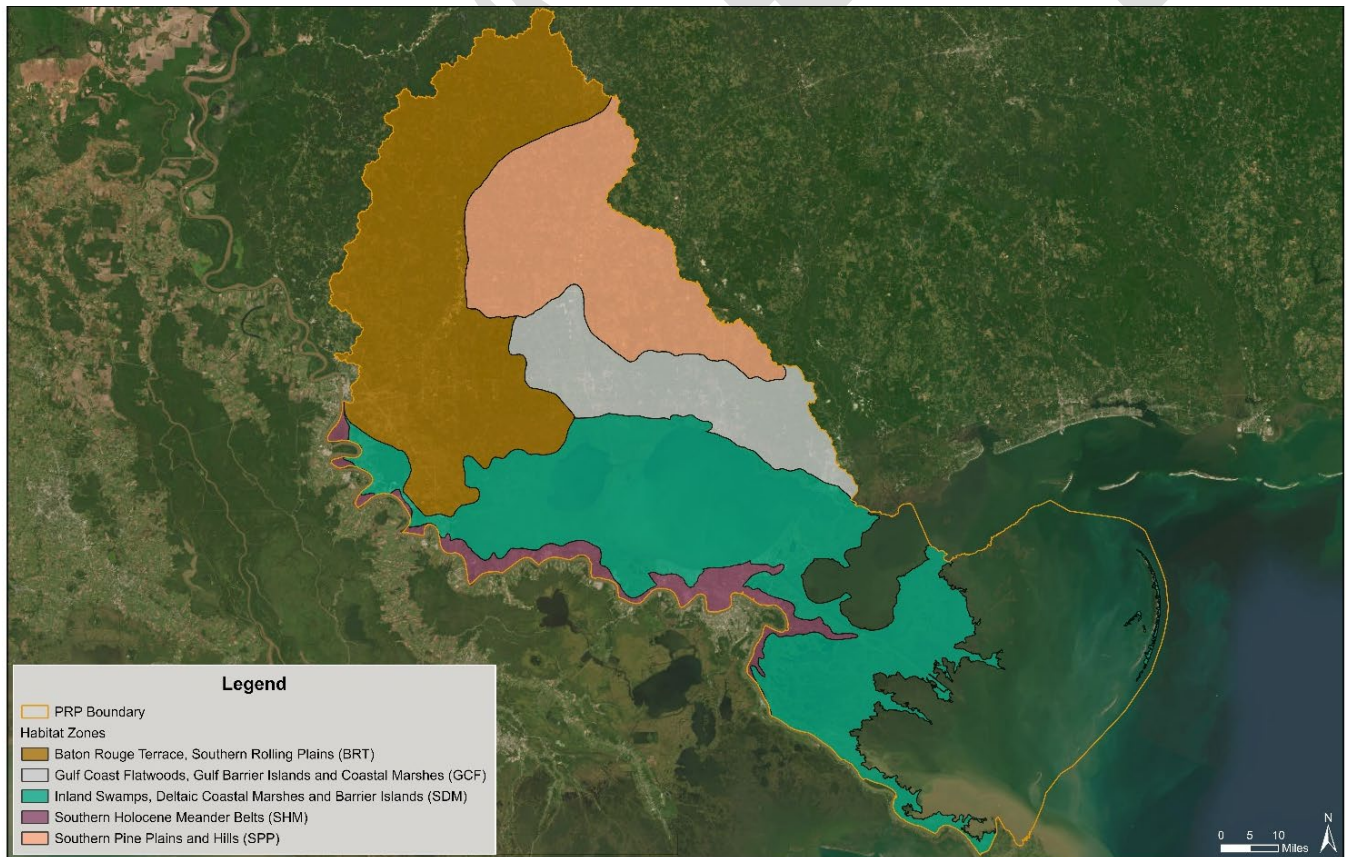 Legend
PRP Boundary
Habitat Zones
Baton Rouge Terrace, Southern Rolling Plains (BRT)
Gulf Coast Flatwoods, Gulf Barrier Islands and Coastal Marshes (GCF)
Inland Swamps, Deltaic Coastal Marshes and Barrier Islands (SDM)
Southern Holocene Meander Belts (SHM)
Southern Pine Plains and Hills (SPP)
N
0 5 10
Miles